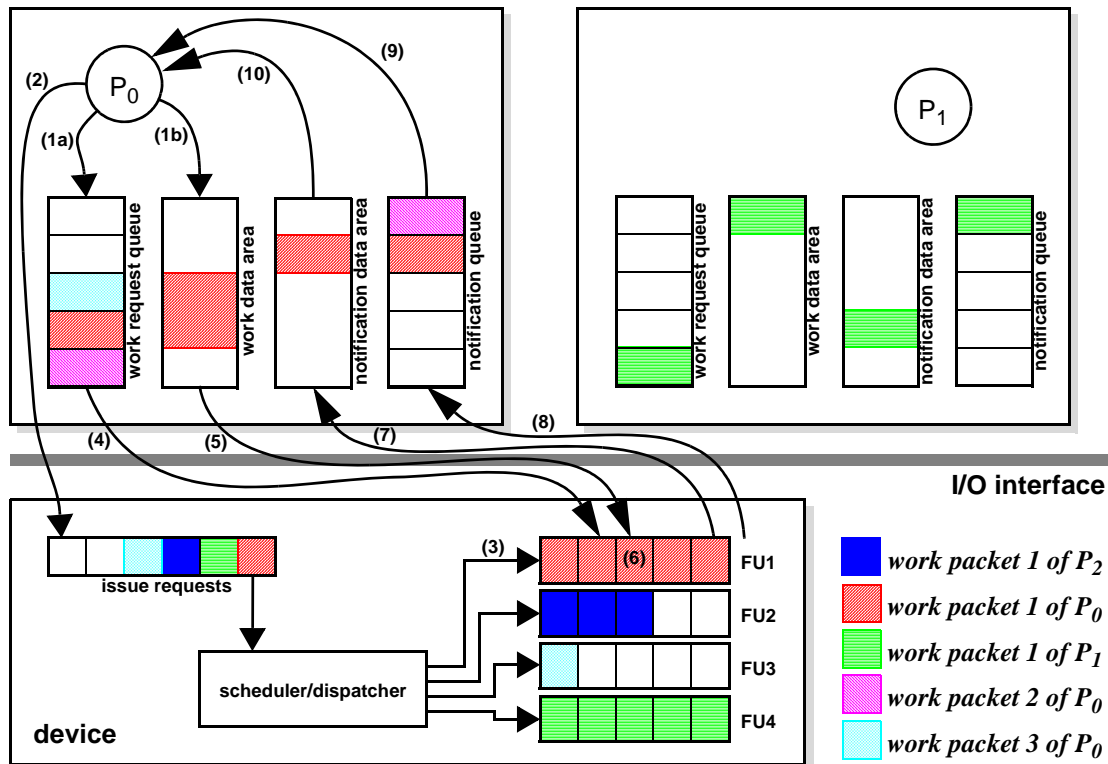 (9)
(2)
(10)
P0
P1
(1a)
(1b)
work request queue
work data area
notification data area
notification queue
work request queue
work data area
notification data area
notification queue
(4)
(5)
(7)
(8)
I/O interface
(3)
(6)
FU1
issue requests
FU2
scheduler/dispatcher
FU3
FU4
device
work packet 1 of P2
work packet 1 of P0
work packet 1 of P1
work packet 2 of P0
work packet 3 of P0